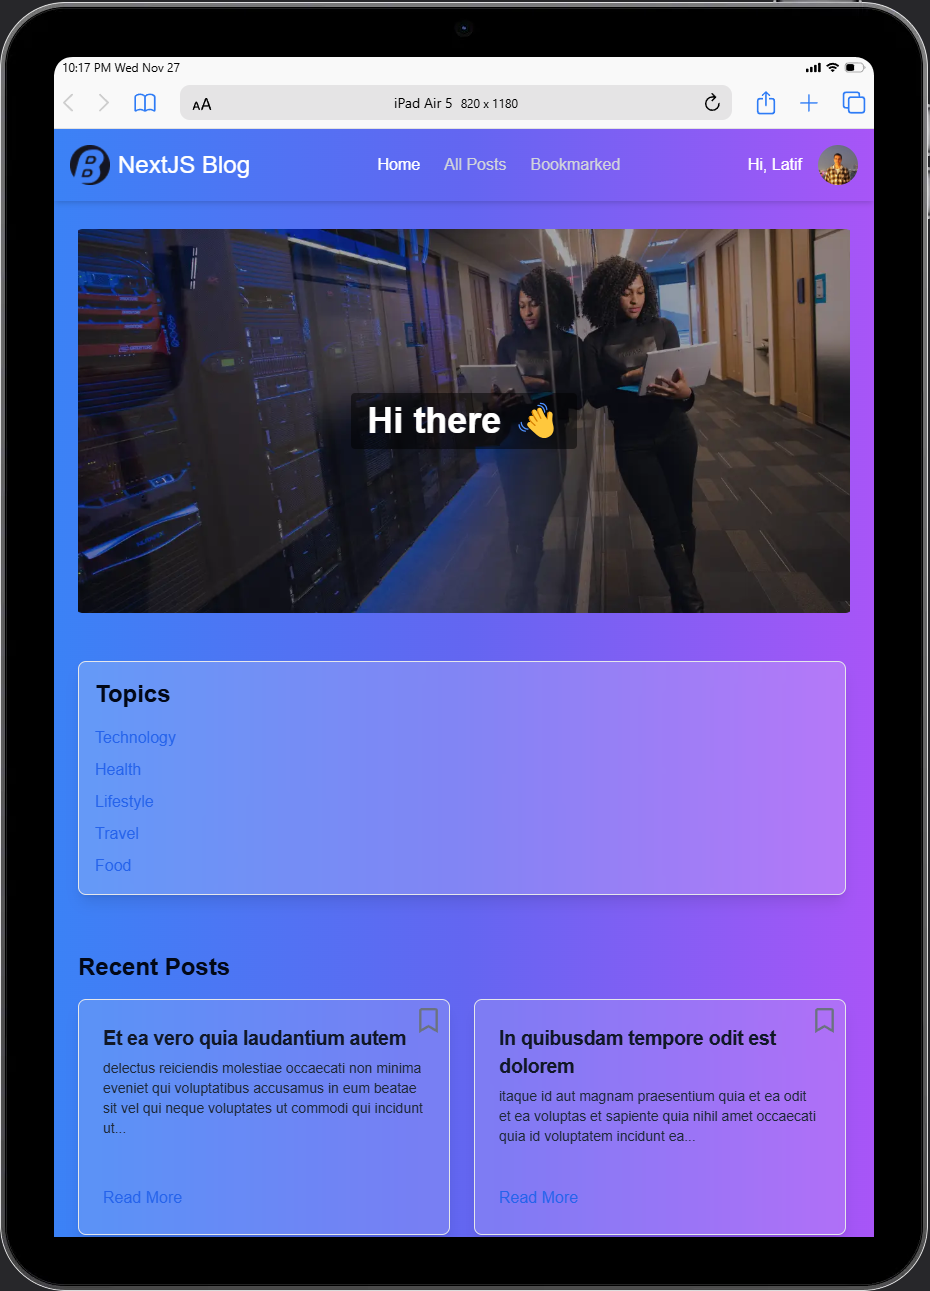 10:17 PM Wed Nov 27
AA iPad Air 5 820 x 1180
B NextJS Blog Home All Posts Bookmarked Hi, Latif
Hi there 👋
Topics
Technology
Health
Lifestyle
Travel
Food
Recent Posts
Et ea vero quia laudantium autem
delectus reiciendis molestiae occaecati non minima
eveniet qui voluptatibus accusamus in eum beatae
sit vel qui neque voluptates ut commodi qui incidunt
ut...
Read More
In quibusdam tempore odit est
dolorem
itaque id aut magnam praesentium quia et ea odit
et ea voluptas et sapiente quia nihil amet occaecati
quia id voluptatem incidunt ea...
Read More